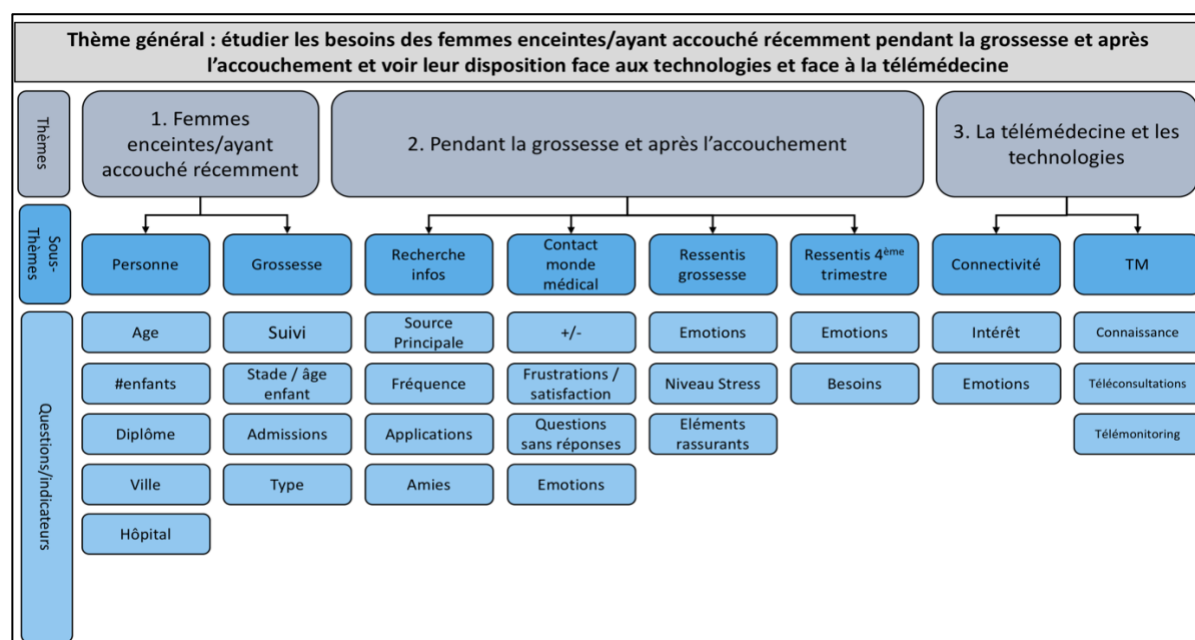 Thème général : étudier les besoins des femmes enceintes/ayant accouché récemment pendant la grossesse et après
l’accouchement et voir leur disposition face aux technologies et face à la télémédecine
Thèmes
1. Femmes
enceintes/ayant
accouché récemment
2. Pendant la grossesse et après l’accouchement
3. La télémédecine et les
technologies
Sous-
Thèmes
Personne
Grossesse
Recherche
infos
Contact
monde
médical
Ressentis
grossesse
Ressentis 4ème
trimestre
Connectivité
TM
Questions/indicateurs
Age
Suivi
Source
Principale
+/-
Emotions
Emotions
Intérêt
Connaissance
#enfants
Stade / âge
enfant
Fréquence
Frustrations /
satisfaction
Niveau Stress
Besoins
Emotions
Téléconsultations
Diplôme
Admissions
Applications
Questions
sans réponses
Eléments
rassurants
Télémonitoring
Ville
Type
Amies
Emotions
Hôpital